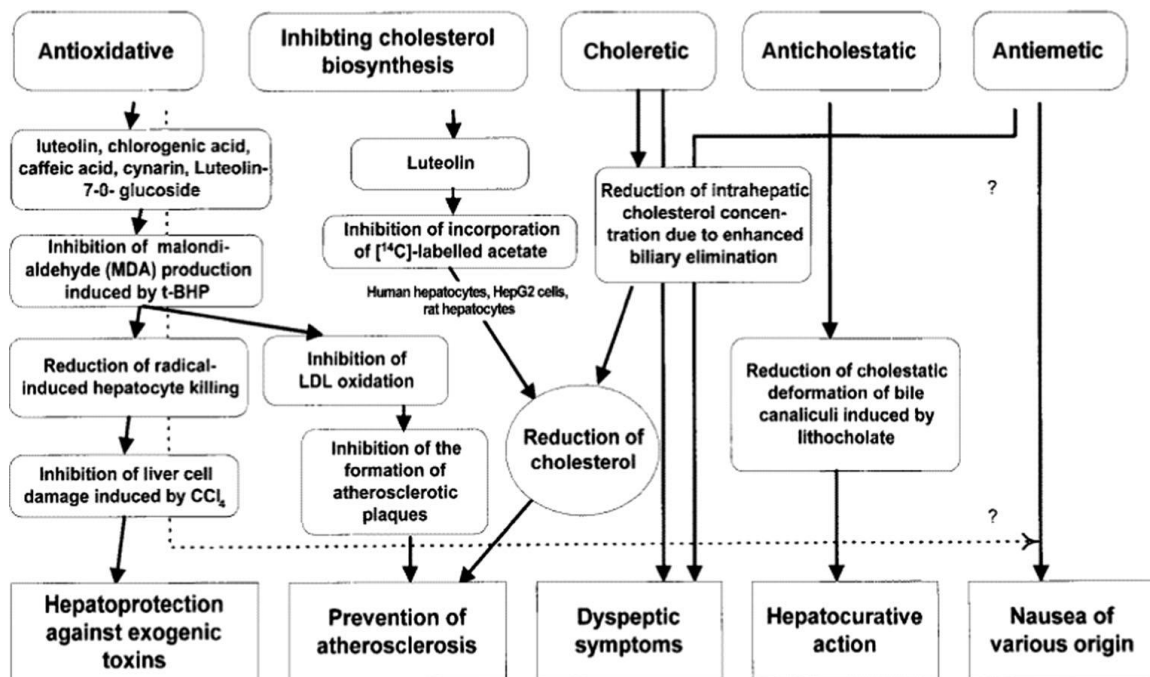 Antioxidative
Inhibting cholesterol
biosynthesis
Choleretic
Anticholestatic
Antiemetic
luteolin, chlorogenic acid,
caffeic acid, cynarin, Luteolin-
7-0- glucoside
Luteolin
Reduction of intrahepatic
cholesterol concen-
tration due to enhanced
biliary elimination
?
Inhibition of malondi-
aldehyde (MDA) production
induced by t-BHP
Inhibition of incorporation
of [¹⁴C]-labelled acetate
Human hepatocytes, HepG2 cells,
rat hepatocytes
Reduction of radical-
induced hepatocyte killing
Inhibition of
LDL oxidation
Reduction of cholestatic
deformation of bile
canaliculi induced by
lithocholate
Reduction of
cholesterol
Inhibition of liver cell
damage induced by CCl₄
Inhibition of the
formation of
atherosclerotic
plaques
?
Hepatoprotection
against exogenic
toxins
Prevention of
atherosclerosis
Dyspeptic
symptoms
Hepatocurative
action
Nausea of
various origin